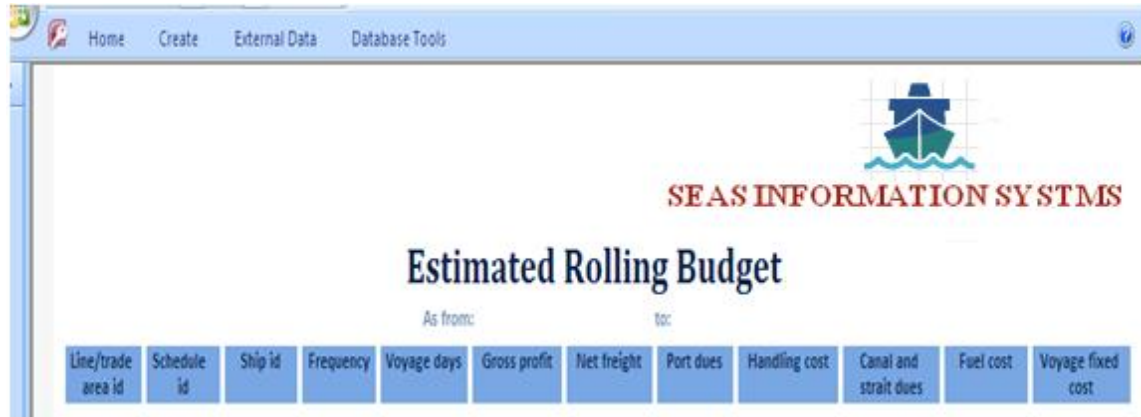 Home Create External Data Database Tools
SEAS INFORMATION SYSTMS
Estimated Rolling Budget
As from: to:
Line/trade area id Schedule id Ship id Frequency Voyage days Gross profit Net freight Port dues Handling cost Canal and strait dues Fuel cost Voyage fixed cost